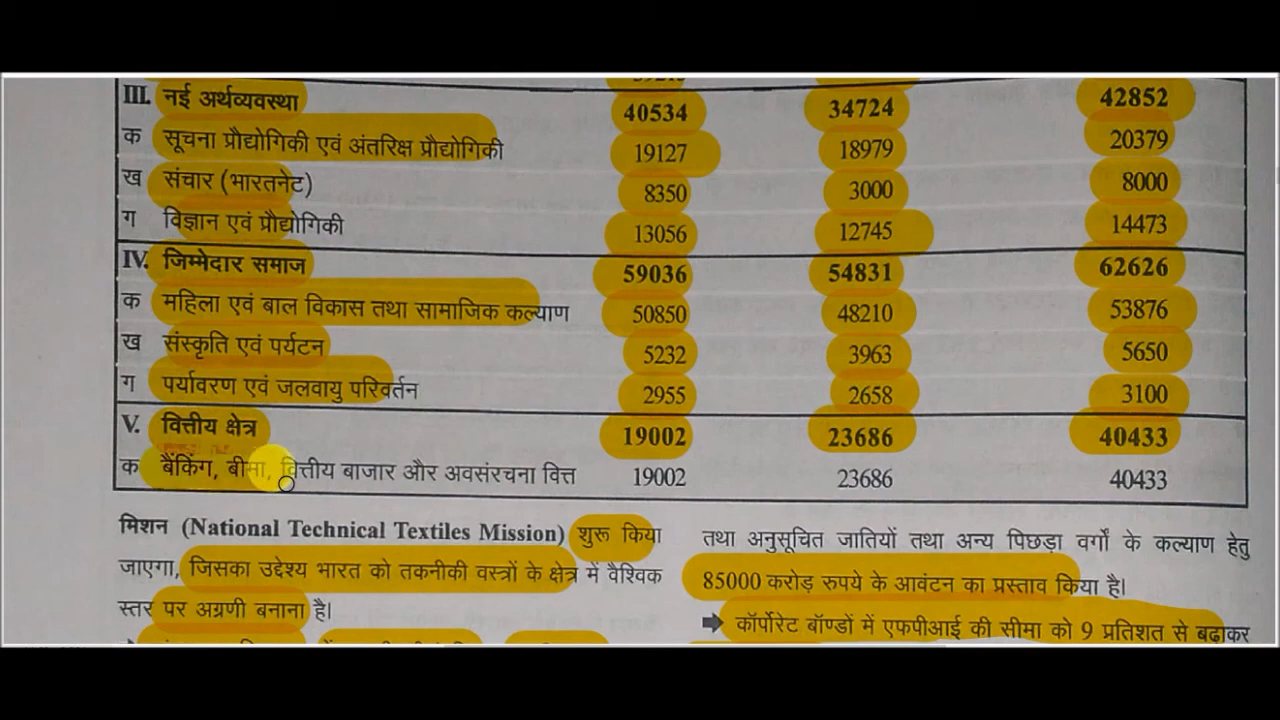 III. नई अर्थव्यवस्था 40534 34724 42852
क सूचना प्रौद्योगिकी एवं अंतरिक्ष प्रौद्योगिकी 19127 18979 20379
ख संचार (भारतनेट) 8350 3000 8000
ग विज्ञान एवं प्रौद्योगिकी 13056 12745 14473
IV. जिम्मेदार समाज 59036 54831 62626
क महिला एवं बाल विकास तथा सामाजिक कल्याण 50850 48210 53876
ख संस्कृति एवं पर्यटन 5232 3963 5650
ग पर्यावरण एवं जलवायु परिवर्तन 2955 2658 3100
V. वित्तीय क्षेत्र 19002 23686 40433
क बैंकिंग, बीमा, वित्तीय बाजार और अवसंरचना वित्त 19002 23686 40433
मिशन (National Technical Textiles Mission) शुरू किया
जाएगा, जिसका उद्देश्य भारत को तकनीकी वस्त्रों के क्षेत्र में वैश्विक
स्तर पर अग्रणी बनाना है।
तथा अनुसूचित जातियों तथा अन्य पिछड़ा वर्गों के कल्याण हेतु
85000 करोड़ रुपये के आवंटन का प्रस्ताव किया है।
➡ कॉर्पोरेट बॉण्डों में एफपीआई की सीमा को 9 प्रतिशत से बढ़ाकर